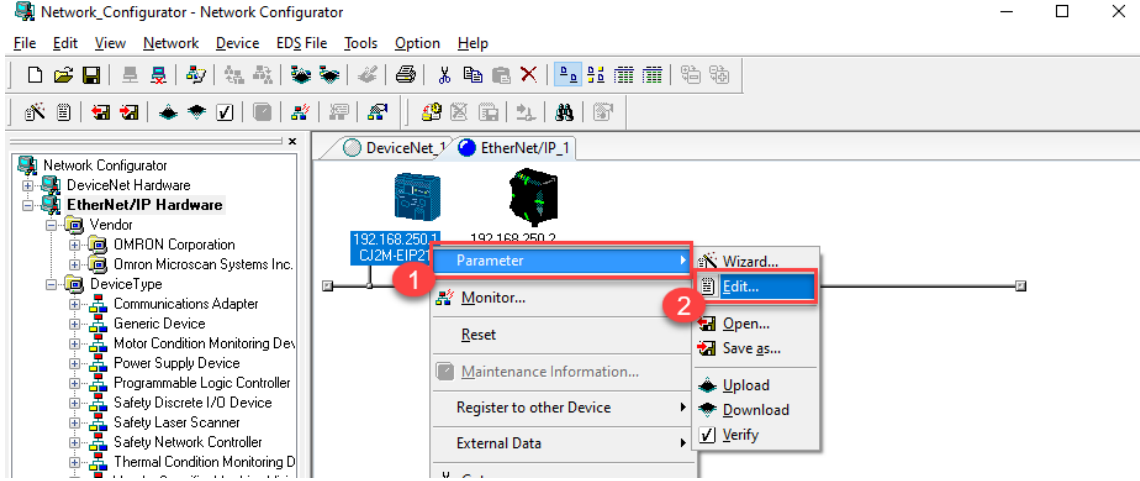 Network_Configurator - Network Configurator
File Edit View Network Device EDS File Tools Option Help
DeviceNet_1 EtherNet/IP_1
Network Configurator
DeviceNet Hardware
EtherNet/IP Hardware
Vendor
OMRON Corporation
Omron Microscan Systems Inc.
DeviceType
Communications Adapter
Generic Device
Motor Condition Monitoring Dev
Power Supply Device
Programmable Logic Controller
Safety Discrete I/O Device
Safety Laser Scanner
Safety Network Controller
Thermal Condition Monitoring D
192.168.250.1 192.168.250.2
CJ2M-EIP21
1
Parameter
Monitor...
Reset
Maintenance Information...
Register to other Device
External Data
2
Wizard...
Edit...
Open...
Save as...
Upload
Download
Verify